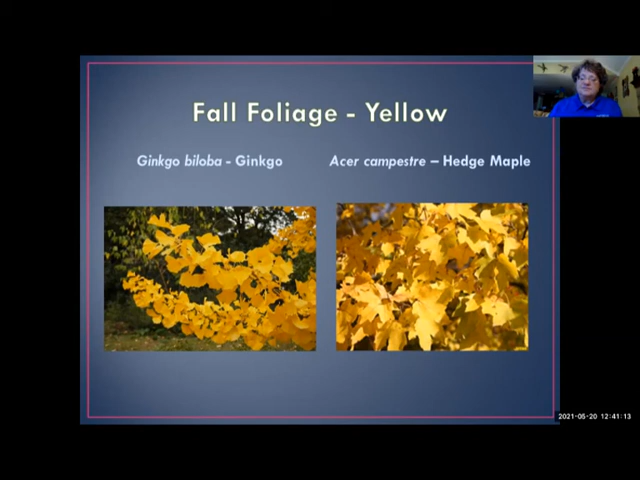 Fall Foliage - Yellow
Ginkgo biloba - Ginkgo
Acer campestre – Hedge Maple
2021-05-20 12:41:13